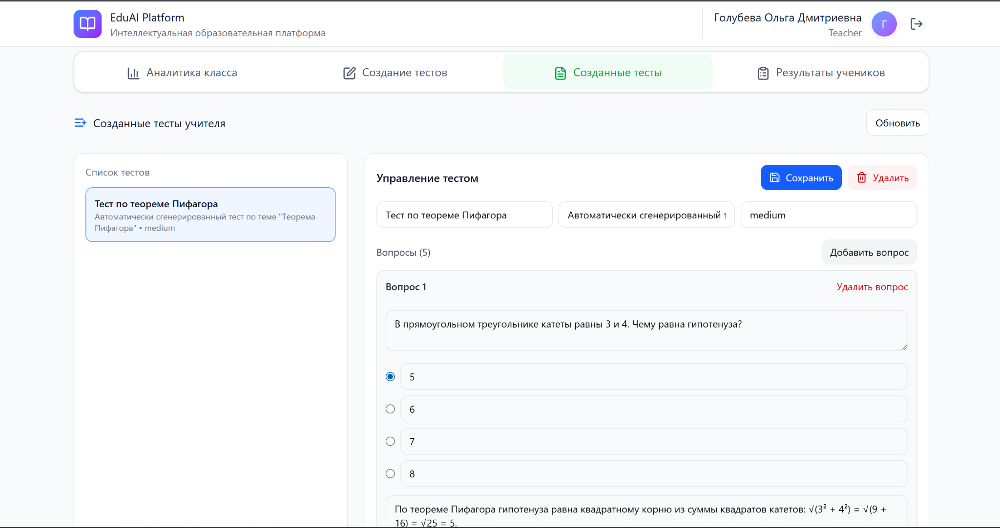 EduAI Platform
Интеллектуальная образовательная платформа
Голубева Ольга Дмитриевна
Teacher
Г
Аналитика класса
Создание тестов
Созданные тесты
Результаты учеников
Созданные тесты учителя
Обновить
Список тестов
Тест по теореме Пифагора
Автоматически сгенерированный тест по теме "Теорема
Пифагора" • medium
Управление тестом
Сохранить
Удалить
Тест по теореме Пифагора
Автоматически сгенерированный т
medium
Вопросы (5)
Добавить вопрос
Вопрос 1
Удалить вопрос
В прямоугольном треугольнике катеты равны 3 и 4. Чему равна гипотенуза?
5
6
7
8
По теореме Пифагора гипотенуза равна квадратному корню из суммы квадратов катетов: √(3² + 4²) = √(9 +
16) = √25 = 5.